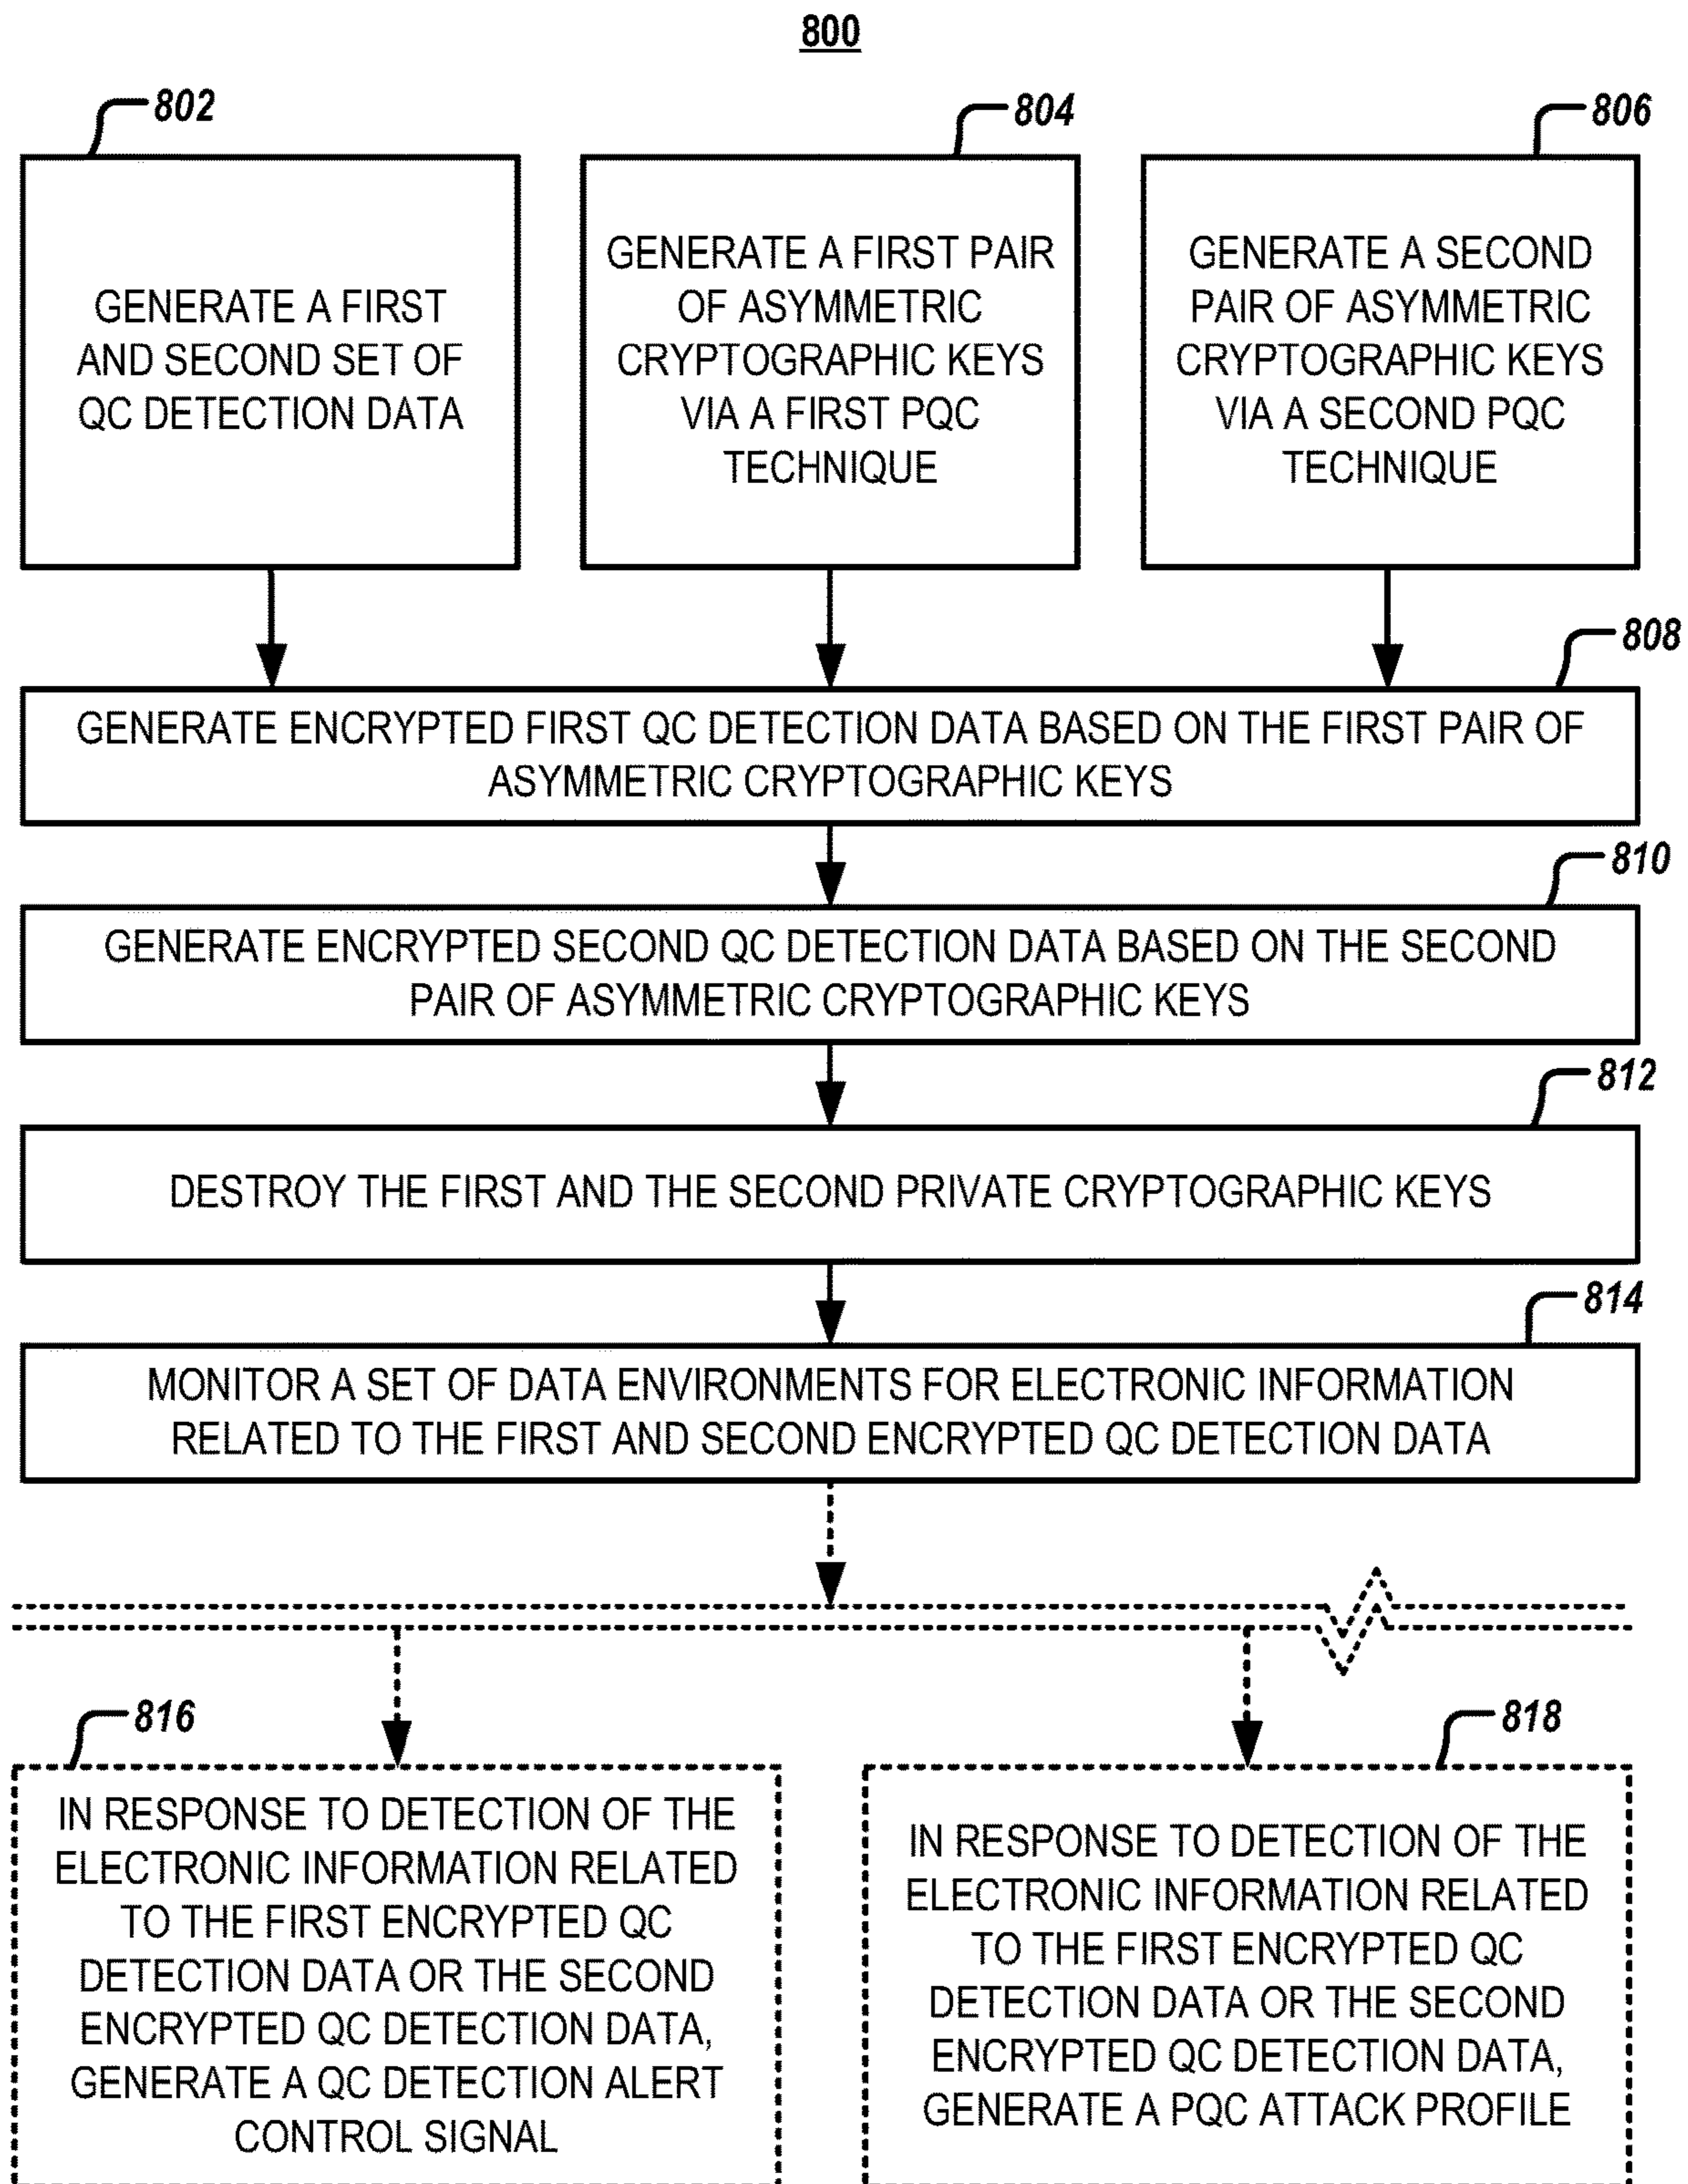 800
802
804
806
GENERATE A FIRST
AND SECOND SET OF
QC DETECTION DATA
GENERATE A FIRST PAIR
OF ASYMMETRIC
CRYPTOGRAPHIC KEYS
VIA A FIRST PQC
TECHNIQUE
GENERATE A SECOND
PAIR OF ASYMMETRIC
CRYPTOGRAPHIC KEYS
VIA A SECOND PQC
TECHNIQUE
808
GENERATE ENCRYPTED FIRST QC DETECTION DATA BASED ON THE FIRST PAIR OF
ASYMMETRIC CRYPTOGRAPHIC KEYS
810
GENERATE ENCRYPTED SECOND QC DETECTION DATA BASED ON THE SECOND
PAIR OF ASYMMETRIC CRYPTOGRAPHIC KEYS
812
DESTROY THE FIRST AND THE SECOND PRIVATE CRYPTOGRAPHIC KEYS
814
MONITOR A SET OF DATA ENVIRONMENTS FOR ELECTRONIC INFORMATION
RELATED TO THE FIRST AND SECOND ENCRYPTED QC DETECTION DATA
816
IN RESPONSE TO DETECTION OF THE
ELECTRONIC INFORMATION RELATED
TO THE FIRST ENCRYPTED QC
DETECTION DATA OR THE SECOND
ENCRYPTED QC DETECTION DATA,
GENERATE A QC DETECTION ALERT
CONTROL SIGNAL
818
IN RESPONSE TO DETECTION OF THE
ELECTRONIC INFORMATION RELATED
TO THE FIRST ENCRYPTED QC
DETECTION DATA OR THE SECOND
ENCRYPTED QC DETECTION DATA,
GENERATE A PQC ATTACK PROFILE